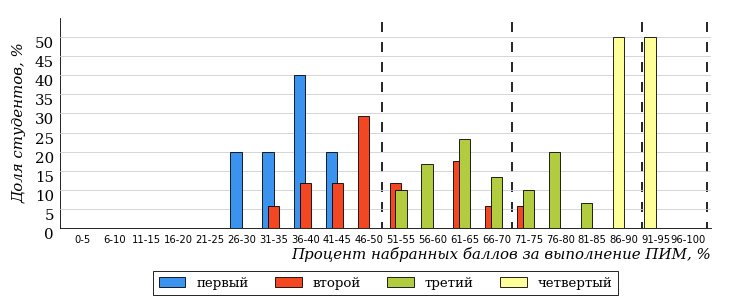 Доля студентов, %
50
45
40
35
30
25
20
15
10
5
0
0-5 6-10 11-15 16-20 21-25 26-30 31-35 36-40 41-45 46-50 51-55 56-60 61-65 66-70 71-75 76-80 81-85 86-90 91-95 96-100
Процент набранных баллов за выполнение ПИМ, %
первый второй третий четвертый